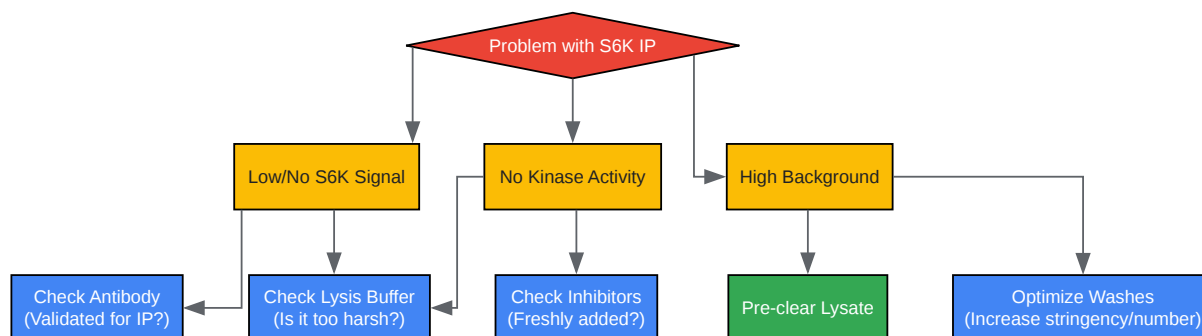 Problem with S6K IP
Low/No S6K Signal
No Kinase Activity
High Background
Check Antibody
(Validated for IP?)
Check Lysis Buffer
(Is it too harsh?)
Check Inhibitors
(Freshly added?)
Pre-clear Lysate
Optimize Washes
(Increase stringency/number)